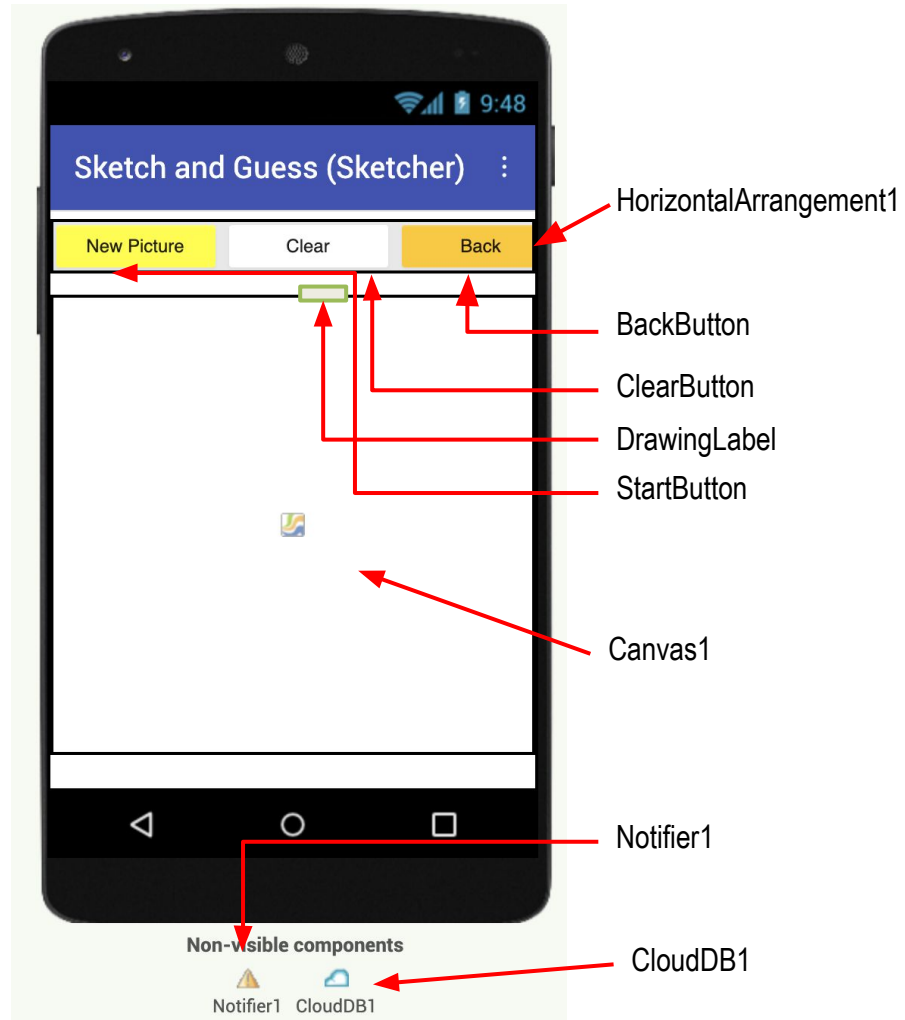 9:48
Sketch and Guess (Sketcher)
HorizontalArrangement1
New Picture Clear Back
BackButton
ClearButton
DrawingLabel
StartButton
Canvas1
Notifier1
Non-visible components
CloudDB1
Notifier1 CloudDB1